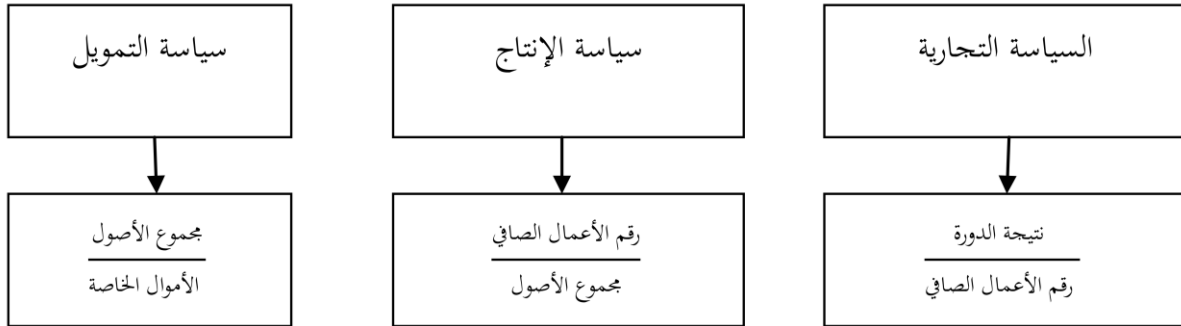 السياسة التجارية
سياسة الإنتاج
سياسة التمويل
نتيجة الدورة
رقم الأعمال الصافي
رقم الأعمال الصافي
مجموع الأصول
مجموع الأصول
الأموال الخاصة